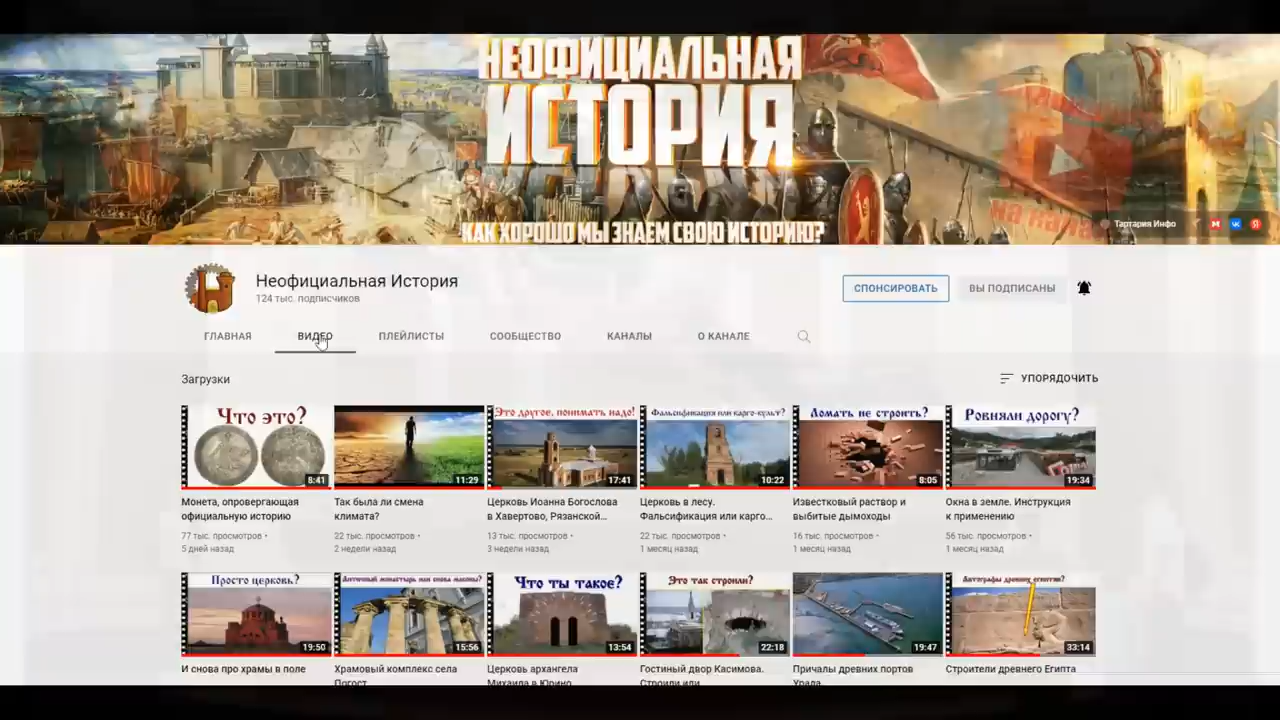 НЕОФИЦИАЛЬНАЯ
ИСТОРИЯ
КАК ХОРОШО МЫ ЗНАЕМ СВОЮ ИСТОРИЮ?
на кана
Тартария Инфо
Неофициальная История
124 тыс. подписчиков
СПОНСИРОВАТЬ
ВЫ ПОДПИСАНЫ
ГЛАВНАЯ ВИДЕО ПЛЕЙЛИСТЫ СООБЩЕСТВО КАНАЛЫ О КАНАЛЕ
Загрузки
УПОРЯДОЧИТЬ
Что это?
8:41
Монета, опровергающая
официальную историю
77 тыс. просмотров •
5 дней назад
11:29
Так была ли смена
климата?
22 тыс. просмотров •
2 недели назад
Это другое, понимать надо!
17:41
Церковь Иоанна Богослова
в Хавертово, Рязанской...
13 тыс. просмотров •
3 недели назад
Фальсификация или карго-культ?
10:22
Церковь в лесу.
Фальсификация или карго...
22 тыс. просмотров •
1 месяц назад
Ломать не строить?
8:05
Известковый раствор и
выбитые дымоходы
16 тыс. просмотров •
1 месяц назад
Ровняли дорогу?
19:34
Окна в земле. Инструкция
к применению
56 тыс. просмотров •
1 месяц назад
Просто церковь?
19:50
И снова про храмы в поле
Античный монастырь или снова масоны?
15:56
Храмовый комплекс села
Погост
Что ты такое?
13:54
Церковь архангела
Михаила в Юрино
Это так строили?
22:18
Гостиный двор Касимова.
Строили или
19:47
Причалы древних портов
Урала
Автографы древних египтян?
33:14
Строители древнего Египта